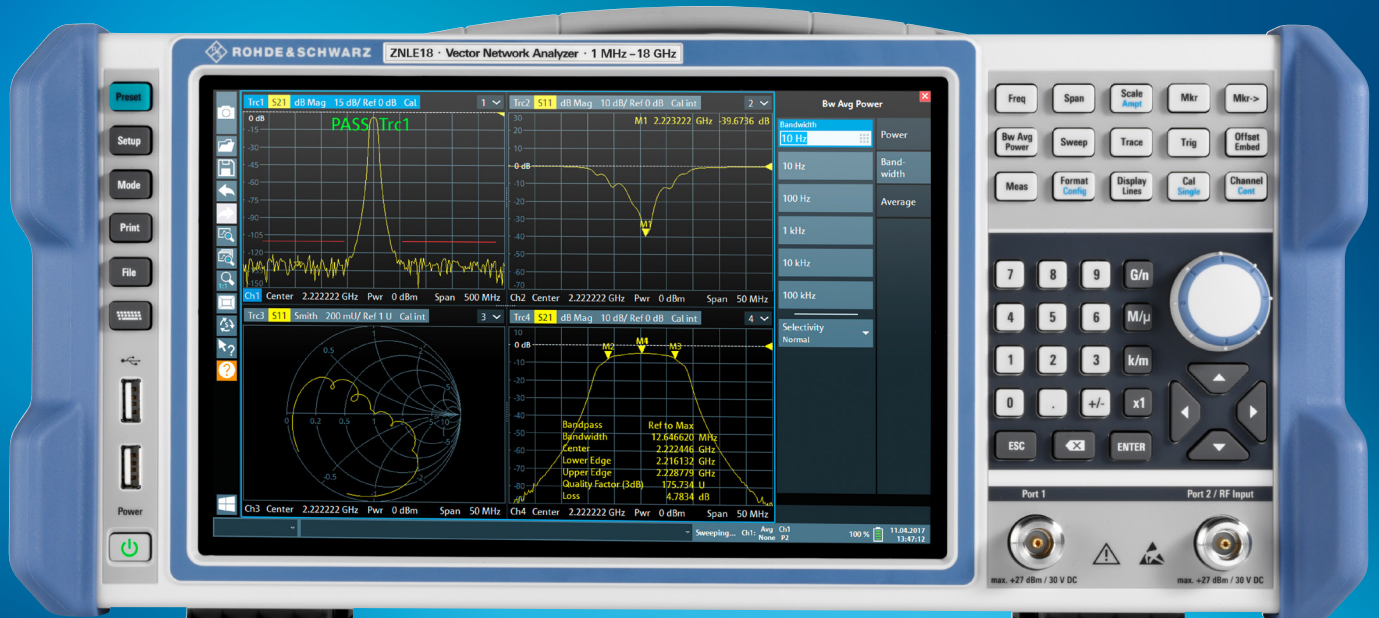 ROHDE & SCHWARZ
ZNLE18 · Vector Network Analyzer · 1 MHz – 18 GHz
Preset
Setup
Mode
Print
File
Power
Trc1 S21 dB Mag 15 dB/ Ref 0 dB Cal 1
0 dB
PASS Trc1
-15
-30
-45
-60
-75
-90
-105
-120
-150
Ch1 Center 2.222222 GHz Pwr 0 dBm Span 500 MHz
Trc2 S11 dB Mag 10 dB/ Ref 0 dB Cal int 2
M1 2.223222 GHz -39.6736 dB
30
20
10
0 dB
-10
-20
-30
-40
-50
-60
-70
M1
Ch2 Center 2.222222 GHz Pwr 0 dBm Span 50 MHz
Trc3 S11 Smith 200 mU/ Ref 1 U Cal int 3
0.5
2
5
0
0.2
0.5
1
2
5
10
-5
-0.5
-1
-2
Ch3 Center 2.222222 GHz Pwr 0 dBm Span 50 MHz
Trc4 S21 dB Mag 10 dB/ Ref 0 dB Cal int 4
10
0 dB
-10
-20
-30
-40
-50
-60
-70
-80
M2
M4
M3
Bandpass Ref to Max
Bandwidth 12.646620 MHz
Center 2.222446 GHz
Lower Edge 2.216132 GHz
Upper Edge 2.228779 GHz
Quality Factor (3dB) 175.734 U
Loss 4.7834 dB
Ch4 Center 2.222222 GHz Pwr 0 dBm Span 50 MHz
Bw Avg Power
Bandwidth
10 Hz
10 Hz
100 Hz
1 kHz
10 kHz
100 kHz
Selectivity
Normal
Power
Band-
width
Average
Sweeping... Ch1: Avg None Ch1 P2 100 % 11.04.2017 13:47:12
Freq
Span
Scale
Ampt
Mkr
Mkr->
Bw Avg
Power
Sweep
Trace
Trig
Offset
Embed
Meas
Format
Config
Display
Lines
Cal
Single
Channel
Cont
7 8 9 G/n
4 5 6 M/µ
1 2 3 k/m
0 . +/- x1
ESC ENTER
Port 1
Port 2 / RF Input
max. +27 dBm / 30 V DC
max. +27 dBm / 30 V DC